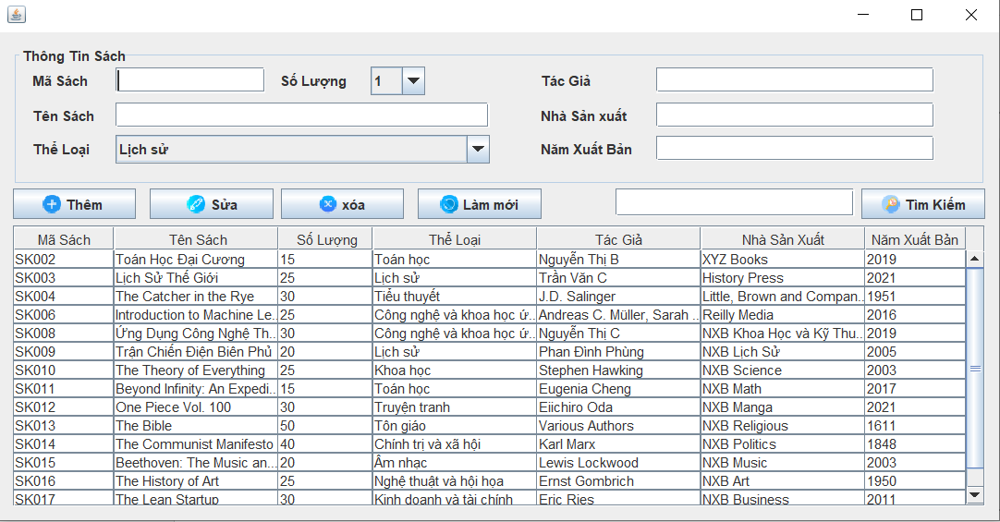 Thông Tin Sách
Mã Sách Số Lượng 1 Tác Giả
Tên Sách Nhà Sản xuất
Thể Loại Lịch sử Năm Xuất Bản
Thêm Sửa xóa Làm mới Tìm Kiếm
Mã Sách Tên Sách Số Lượng Thể Loại Tác Giả Nhà Sản Xuất Năm Xuất Bản
SK002 Toán Học Đại Cương 15 Toán học Nguyễn Thị B XYZ Books 2019
SK003 Lịch Sử Thế Giới 25 Lịch sử Trần Văn C History Press 2021
SK004 The Catcher in the Rye 30 Tiểu thuyết J.D. Salinger Little, Brown and Compan... 1951
SK006 Introduction to Machine Le... 25 Công nghệ và khoa học ứ... Andreas C. Müller, Sarah ... Reilly Media 2016
SK008 Ứng Dụng Công Nghệ Th... 30 Công nghệ và khoa học ứ... Nguyễn Thị C NXB Khoa Học và Kỹ Thu... 2019
SK009 Trận Chiến Điện Biên Phủ 20 Lịch sử Phan Đình Phùng NXB Lịch Sử 2005
SK010 The Theory of Everything 25 Khoa học Stephen Hawking NXB Science 2003
SK011 Beyond Infinity: An Expedi... 15 Toán học Eugenia Cheng NXB Math 2017
SK012 One Piece Vol. 100 30 Truyện tranh Eiichiro Oda NXB Manga 2021
SK013 The Bible 50 Tôn giáo Various Authors NXB Religious 1611
SK014 The Communist Manifesto 40 Chính trị và xã hội Karl Marx NXB Politics 1848
SK015 Beethoven: The Music an... 20 Âm nhạc Lewis Lockwood NXB Music 2003
SK016 The History of Art 25 Nghệ thuật và hội họa Ernst Gombrich NXB Art 1950
SK017 The Lean Startup 30 Kinh doanh và tài chính Eric Ries NXB Business 2011